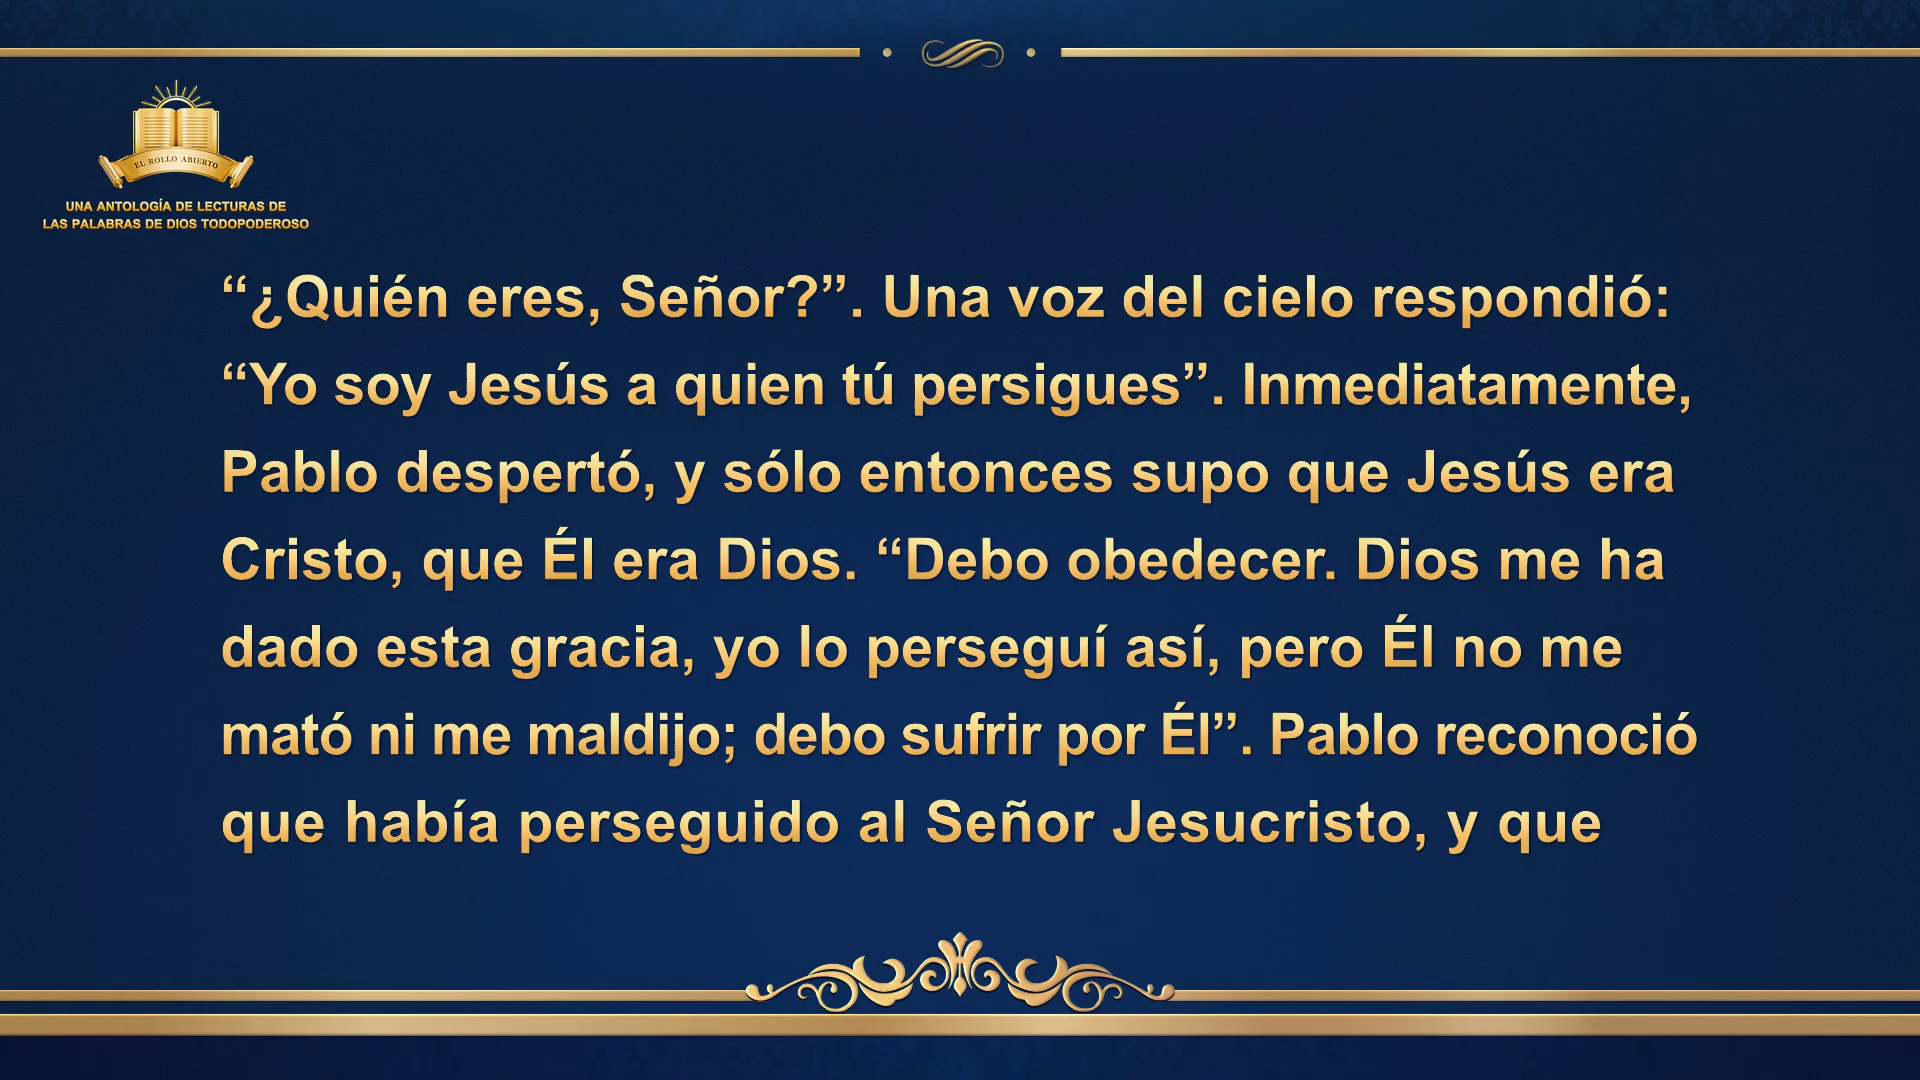 EL ROLLO ABIERTO
UNA ANTOLOGÍA DE LECTURAS DE
LAS PALABRAS DE DIOS TODOPODEROSO
“¿Quién eres, Señor?”. Una voz del cielo respondió:
“Yo soy Jesús a quien tú persigues”. Inmediatamente,
Pablo despertó, y sólo entonces supo que Jesús era
Cristo, que Él era Dios. “Debo obedecer. Dios me ha
dado esta gracia, yo lo perseguí así, pero Él no me
mató ni me maldijo; debo sufrir por Él”. Pablo reconoció
que había perseguido al Señor Jesucristo, y que